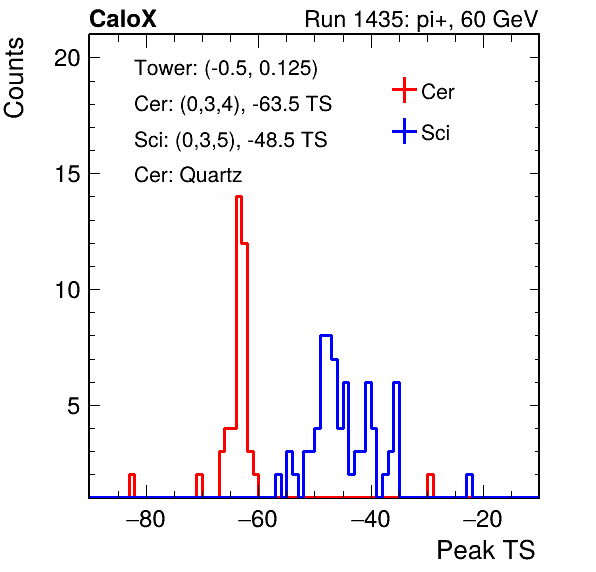 CaloX Run 1435: pi+, 60 GeV
Counts
Tower: (-0.5, 0.125)
Cer: (0,3,4), -63.5 TS
Sci: (0,3,5), -48.5 TS
Cer: Quartz
Cer
Sci
20
15
10
5
−80 −60 −40 −20
Peak TS